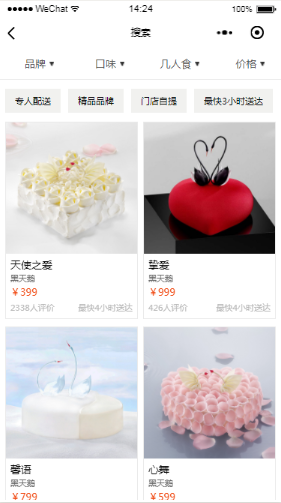 WeChat 14:24 100%
搜索
品牌 ▼ 口味 ▼ 几人食 ▼ 价格 ▼
专人配送 精品品牌 门店自提 最快3小时送达
天使之爱 挚爱
黑天鹅 黑天鹅
￥399 ￥999
2338人评价 最快4小时送达 426人评价 最快4小时送达
馨语 心舞
黑天鹅 黑天鹅
￥799 ￥599